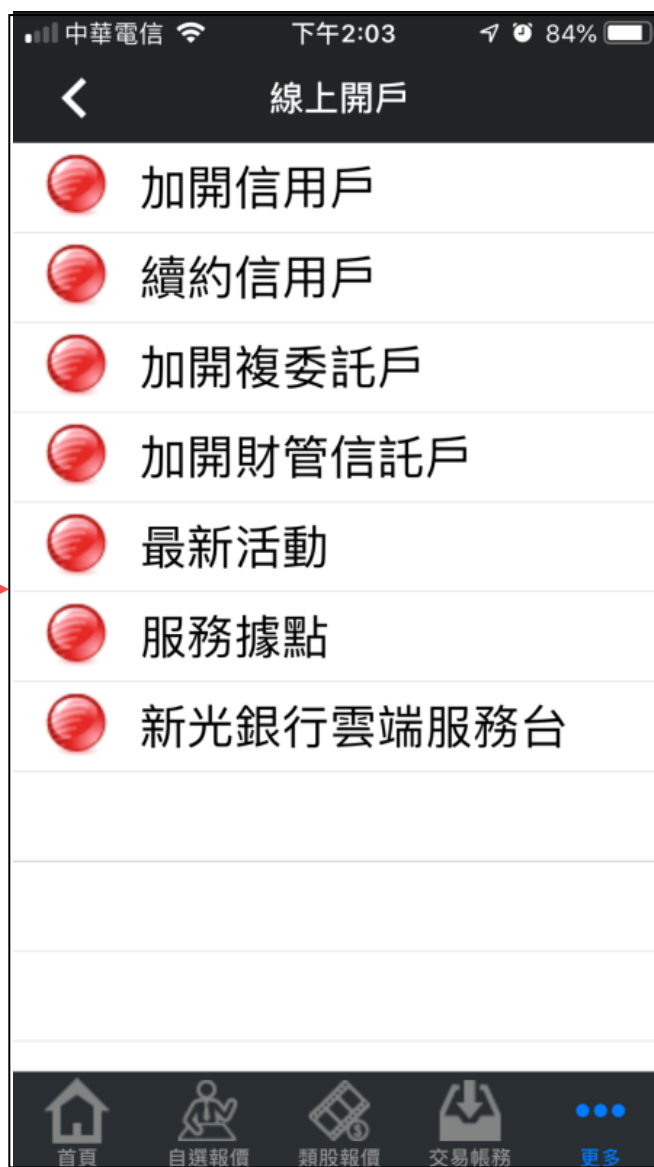 中華電信 下午2:03 84%
線上開戶
加開信用戶
續約信用戶
加開複委託戶
加開財管信託戶
最新活動
服務據點
新光銀行雲端服務台
首頁 自選報價 類股報價 交易帳務 更多